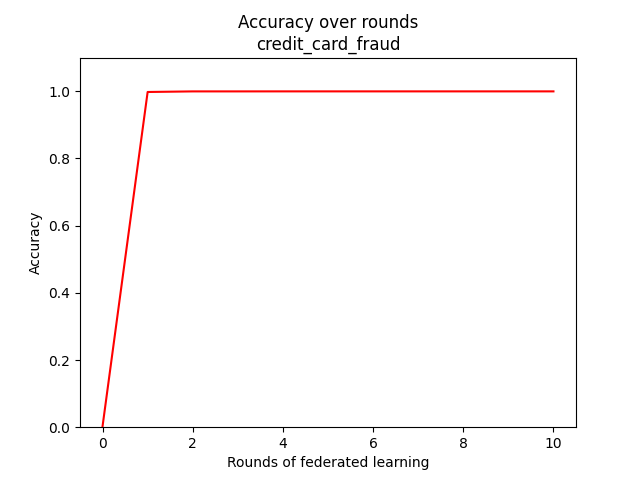 Accuracy over rounds
credit_card_fraud
1.0
0.8
0.6
0.4
0.2
0.0
Accuracy
0 2 4 6 8 10
Rounds of federated learning